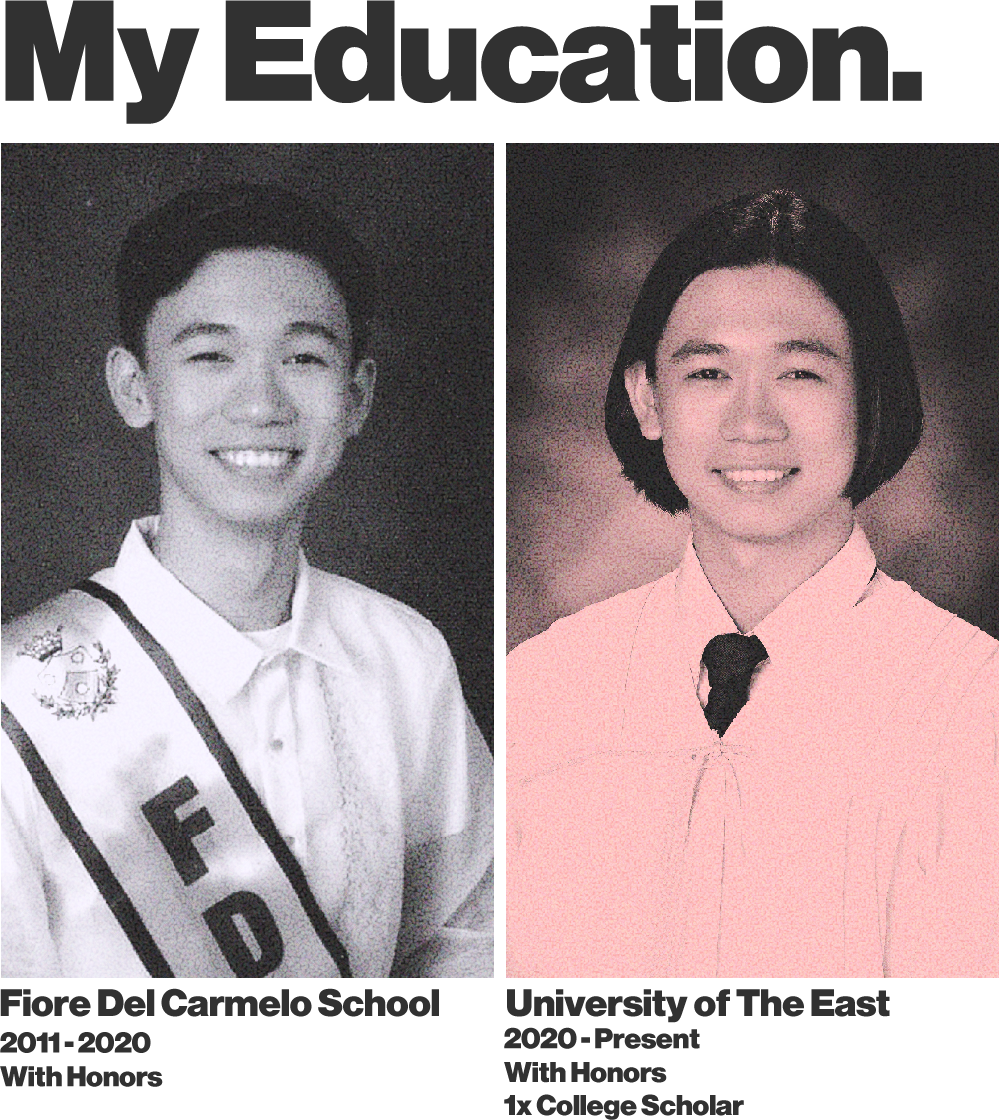 My Education.
F
D
Fiore Del Carmelo School
2011 - 2020
With Honors
University of The East
2020 - Present
With Honors
1x College Scholar